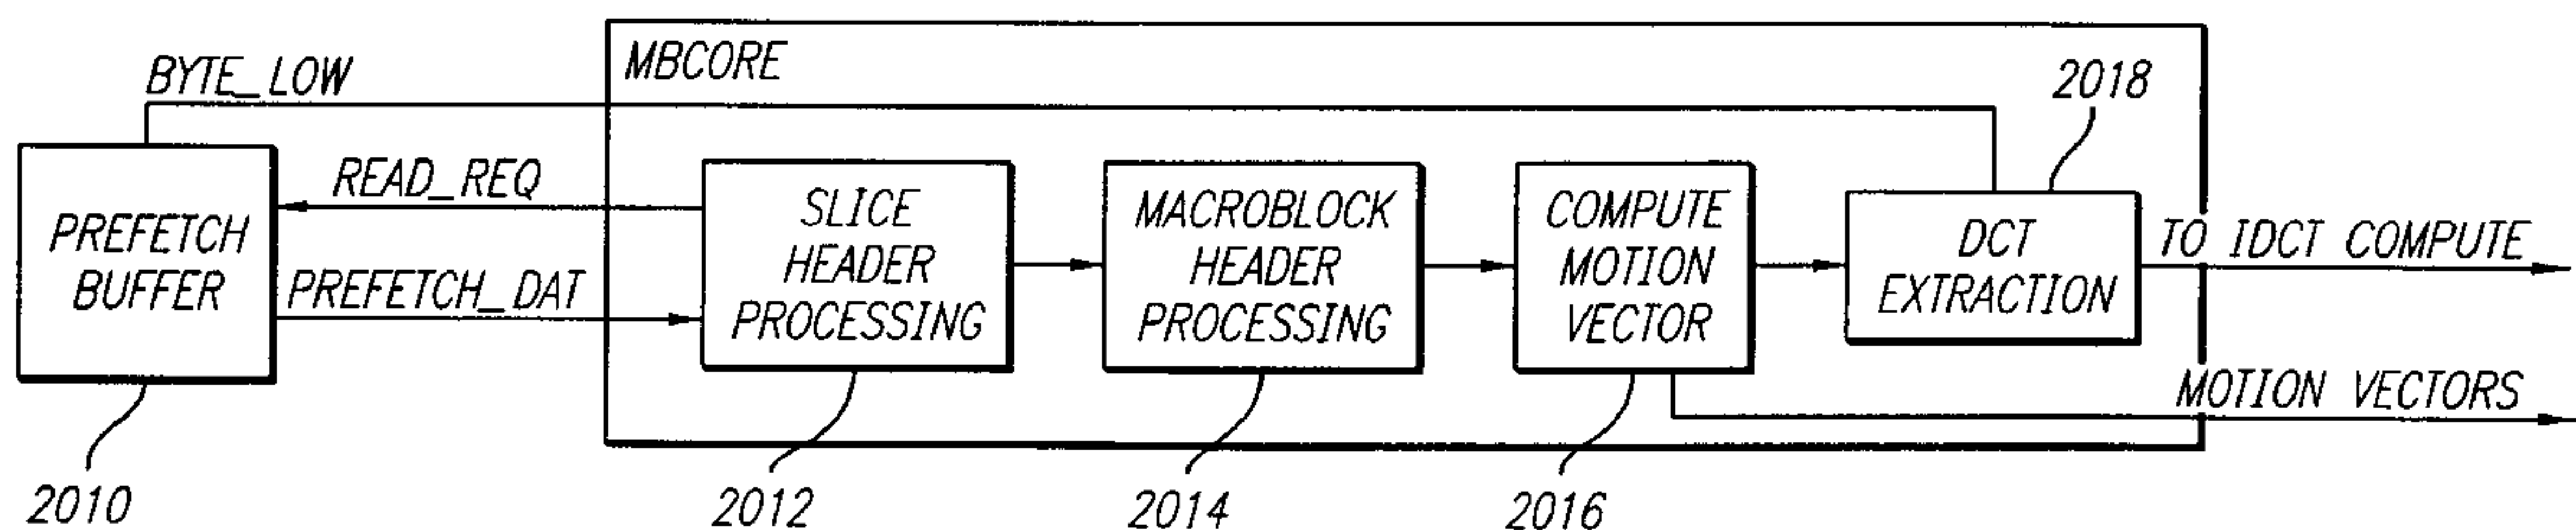 MBCORE
BYTE_LOW
2018
READ_REQ
PREFETCH
BUFFER
PREFETCH_DAT
SLICE
HEADER
PROCESSING
MACROBLOCK
HEADER
PROCESSING
COMPUTE
MOTION
VECTOR
DCT
EXTRACTION
TO IDCT COMPUTE
MOTION VECTORS
2010
2012
2014
2016